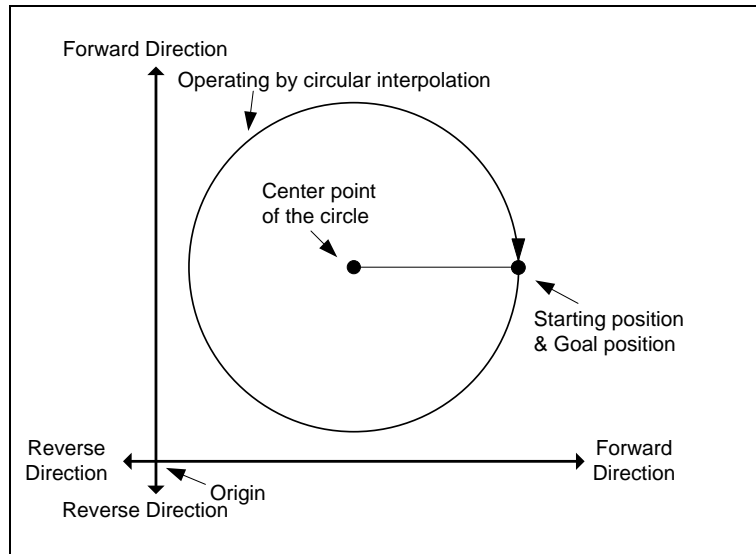 Forward Direction
Operating by circular interpolation
Center point
of the circle
Starting position
& Goal position
Reverse
Direction
Forward
Direction
Origin
Reverse Direction